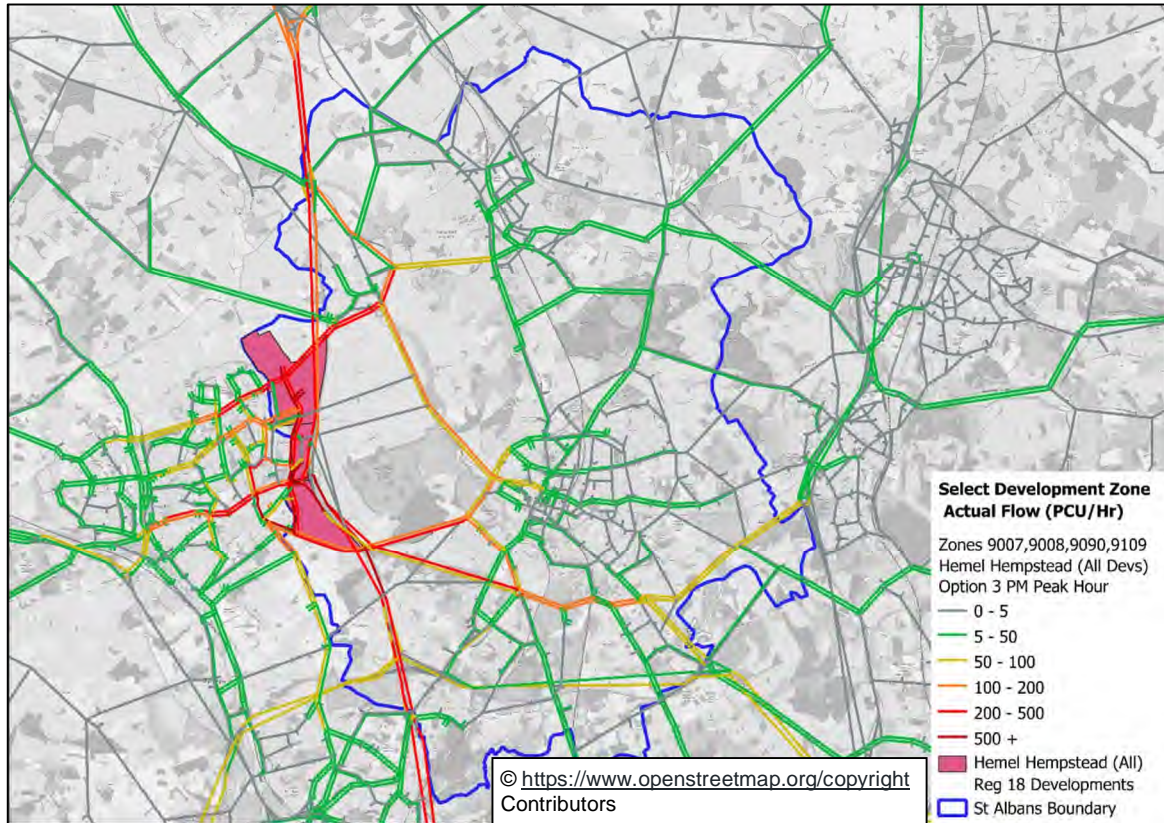 Select Development Zone
Actual Flow (PCU/Hr)
Zones 9007,9008,9090,9109
Hemel Hempstead (All Devs)
Option 3 PM Peak Hour
0 - 5
5 - 50
50 - 100
100 - 200
200 - 500
500 +
Hemel Hempstead (All)
Reg 18 Developments
St Albans Boundary
© https://www.openstreetmap.org/copyright
Contributors